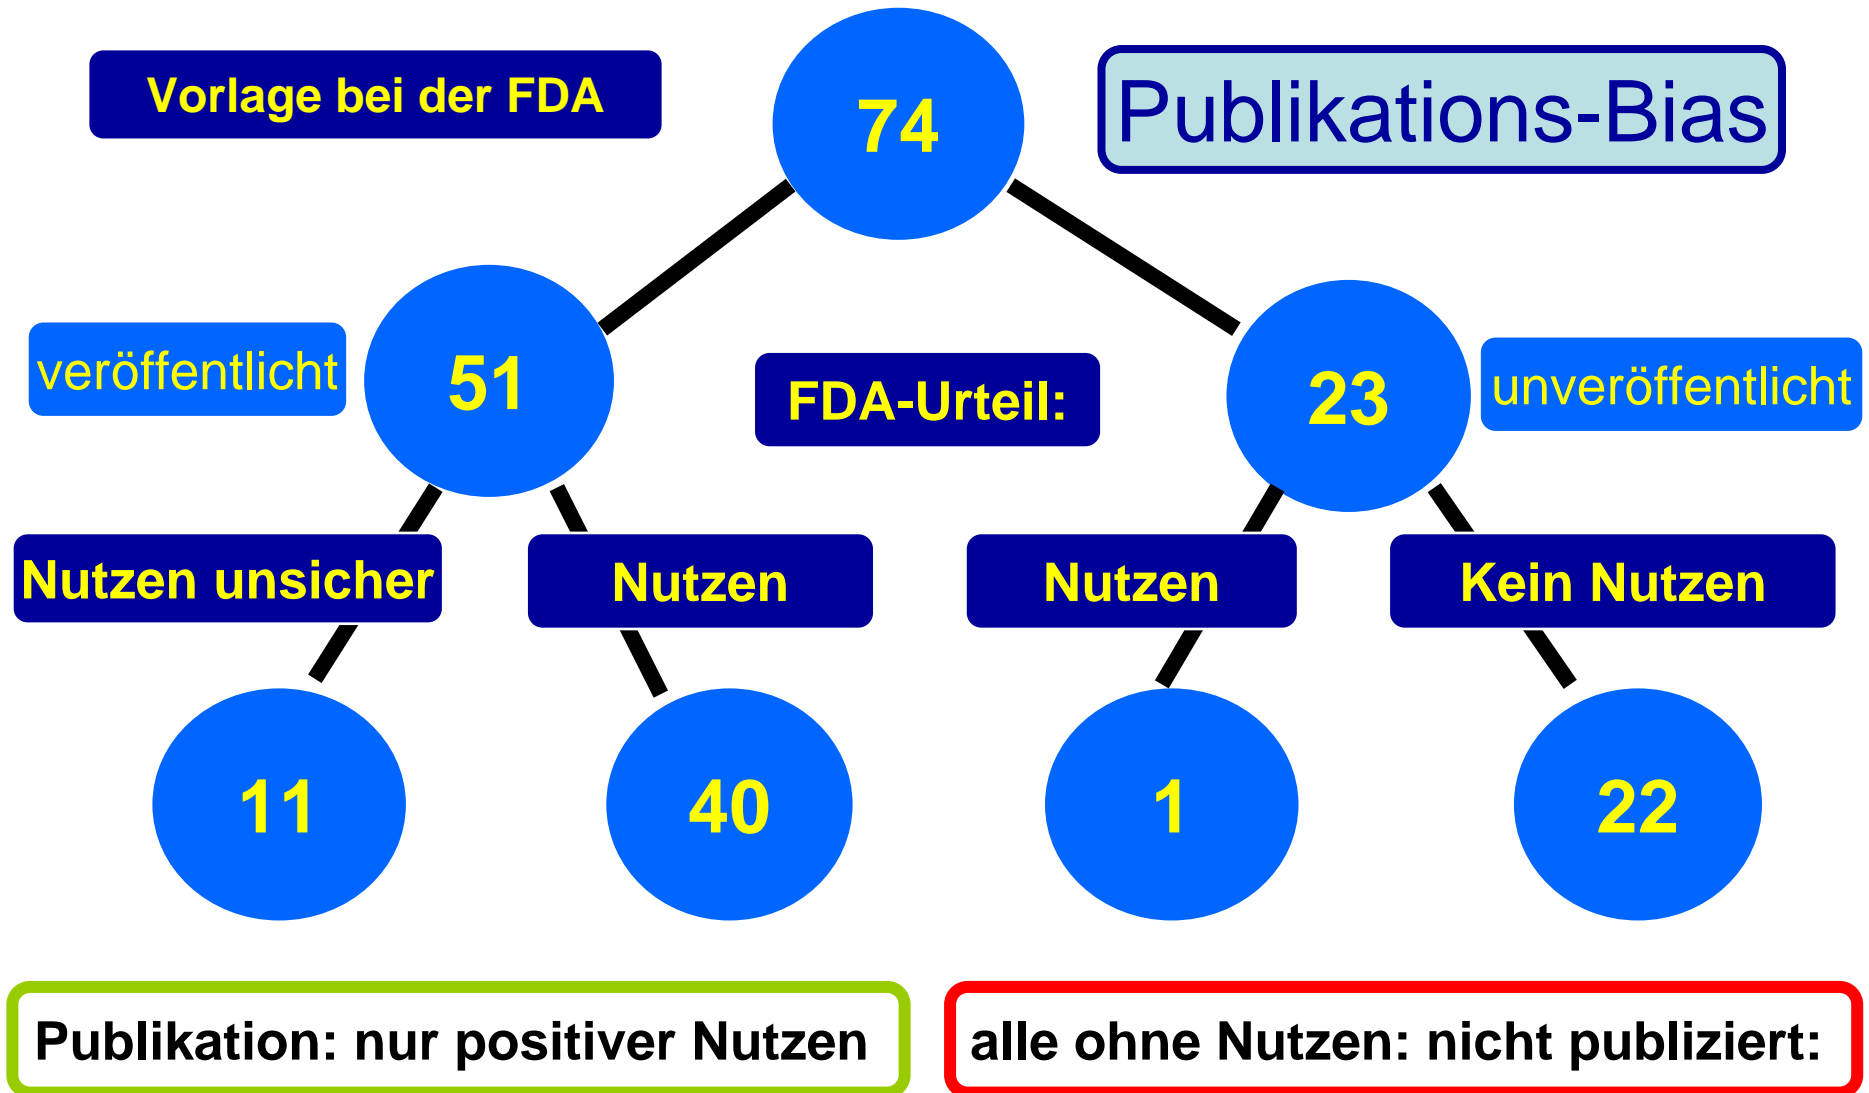 Vorlage bei der FDA
74
Publikations-Bias
veröffentlicht
51
FDA-Urteil:
23
unveröffentlicht
Nutzen unsicher
Nutzen
Nutzen
Kein Nutzen
11
40
1
22
Publikation: nur positiver Nutzen
alle ohne Nutzen: nicht publiziert: